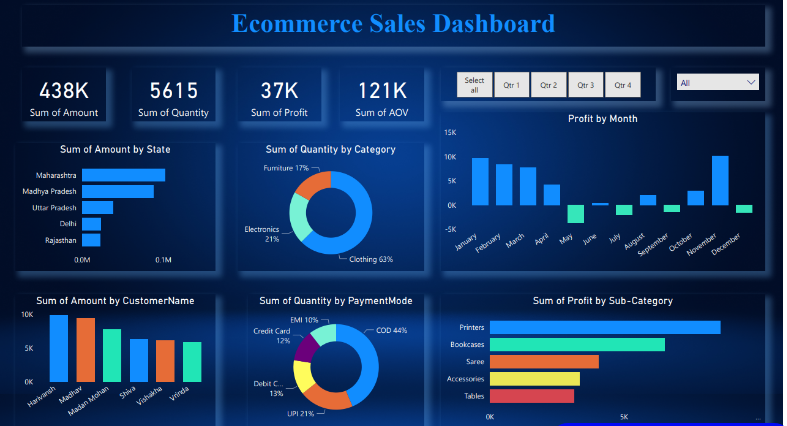 Ecommerce Sales Dashboard
438K
Sum of Amount
5615
Sum of Quantity
37K
Sum of Profit
121K
Sum of AOV
Select all
Qtr 1
Qtr 2
Qtr 3
Qtr 4
All
Sum of Amount by State
Maharashtra
Madhya Pradesh
Uttar Pradesh
Delhi
Rajasthan
0.0M
0.1M
Sum of Quantity by Category
Furniture 17%
Electronics
21%
Clothing 63%
Profit by Month
15K
10K
5K
0K
-5K
January
February
March
April
May
June
July
August
September
October
November
December
Sum of Amount by CustomerName
10K
5K
0K
Harivansh
Madhav
Madan Mohan
Shiva
Vishakha
Vrinda
Sum of Quantity by PaymentMode
EMI 10%
Credit Card
12%
Debit C...
13%
UPI 21%
COD 44%
Sum of Profit by Sub-Category
Printers
Bookcases
Saree
Accessories
Tables
0K
5K
...